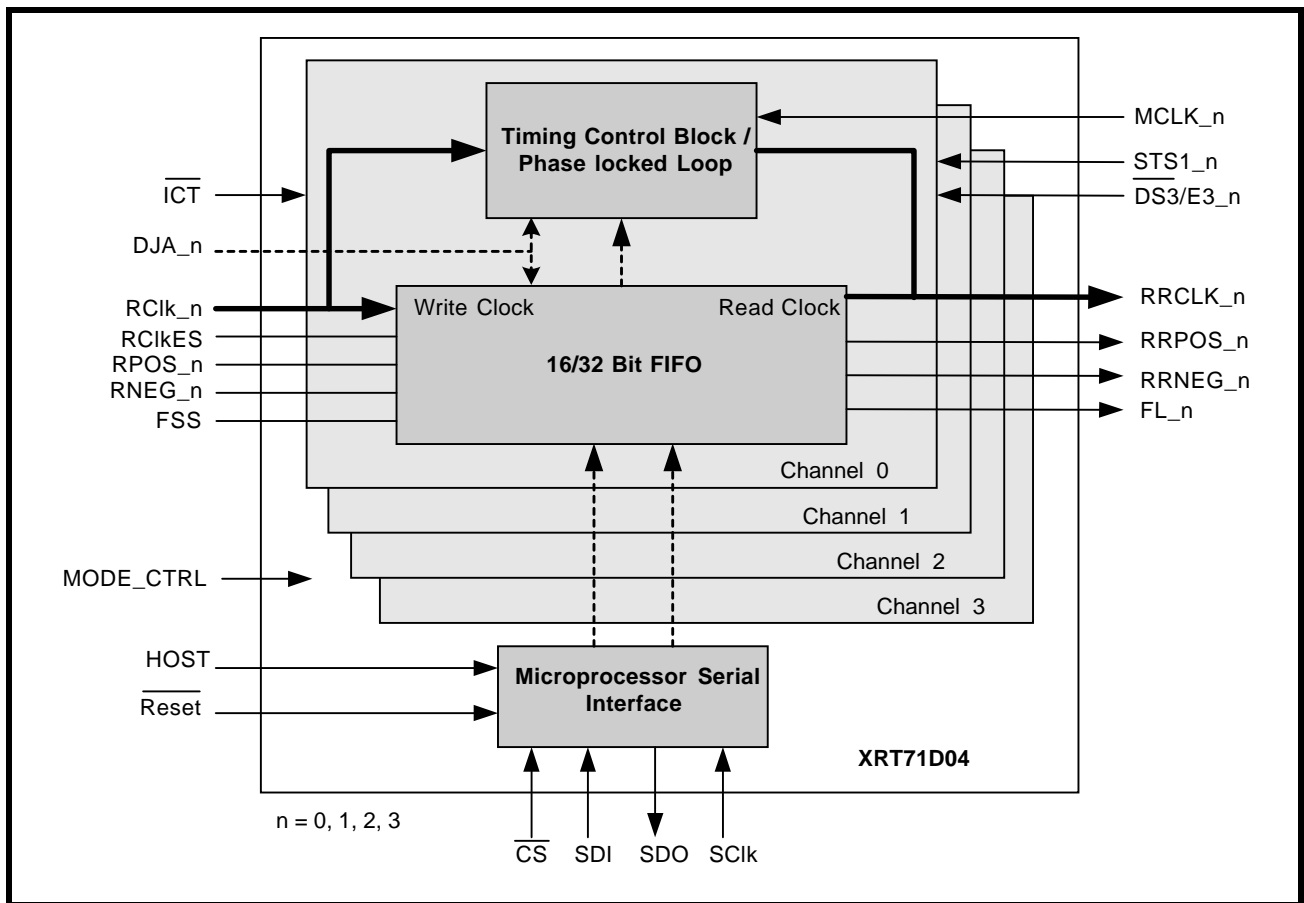 Timing Control Block /
Phase locked Loop
MCLK_n
STS1_n
DS3/E3_n
ICT
DJA_n
RClk_n
RClkES
RPOS_n
RNEG_n
FSS
Write Clock
Read Clock
16/32 Bit FIFO
RRCLK_n
RRPOS_n
RRNEG_n
FL_n
Channel 0
Channel 1
Channel 2
Channel 3
MODE_CTRL
HOST
Reset
Microprocessor Serial
Interface
XRT71D04
n = 0, 1, 2, 3
CS
SDI
SDO
SClk